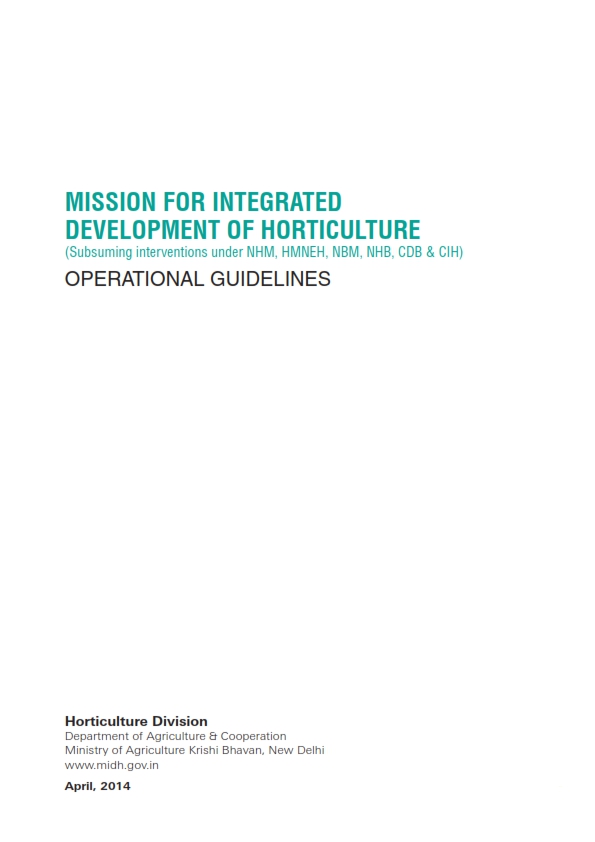 MISSION FOR INTEGRATED
DEVELOPMENT OF HORTICULTURE
(Subsuming interventions under NHM, HMNEH, NBM, NHB, CDB & CIH)
OPERATIONAL GUIDELINES
Horticulture Division
Department of Agriculture & Cooperation
Ministry of Agriculture Krishi Bhavan, New Delhi
www.midh.gov.in
April, 2014